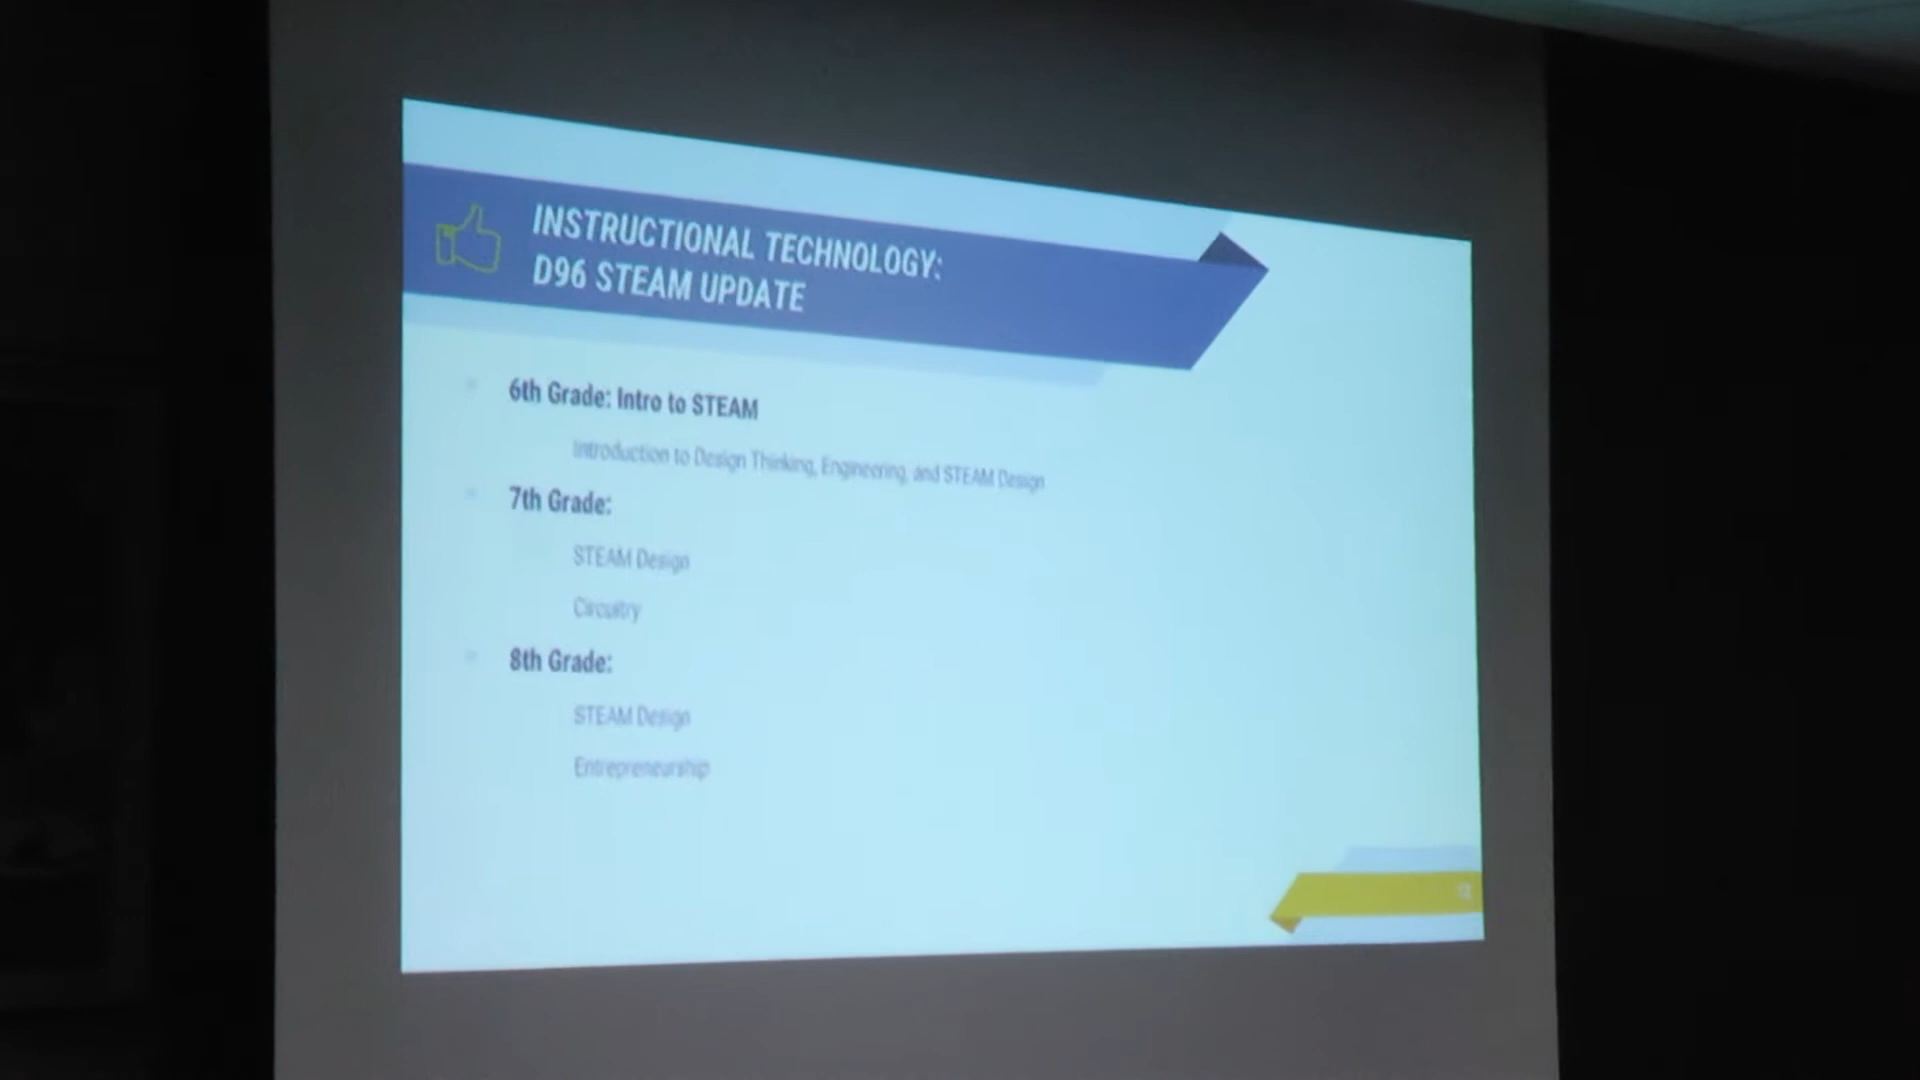 INSTRUCTIONAL TECHNOLOGY:
D96 STEAM UPDATE
6th Grade: Intro to STEAM
Introduction to Design Thinking, Engineering, and STEAM Design
7th Grade:
STEAM Design
Circuitry
8th Grade:
STEAM Design
Entrepreneurship